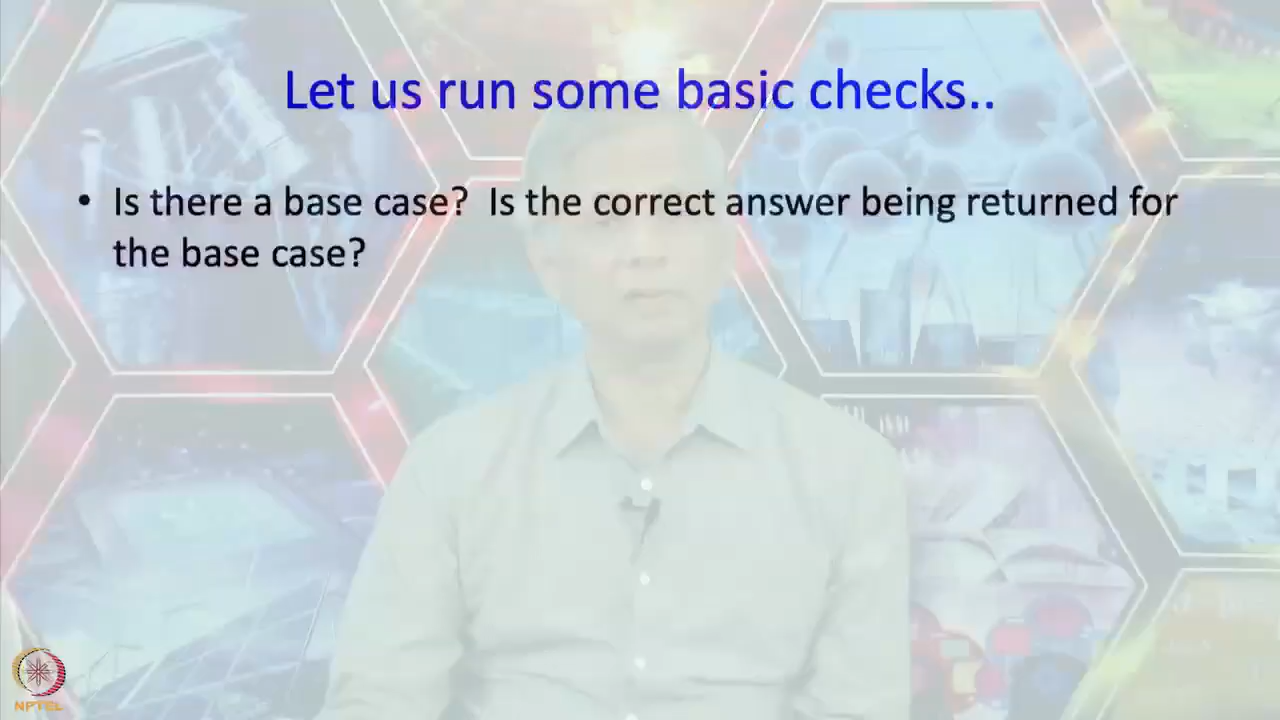 Let us run some basic checks..
• Is there a base case? Is the correct answer being returned for
the base case?
NPTEL